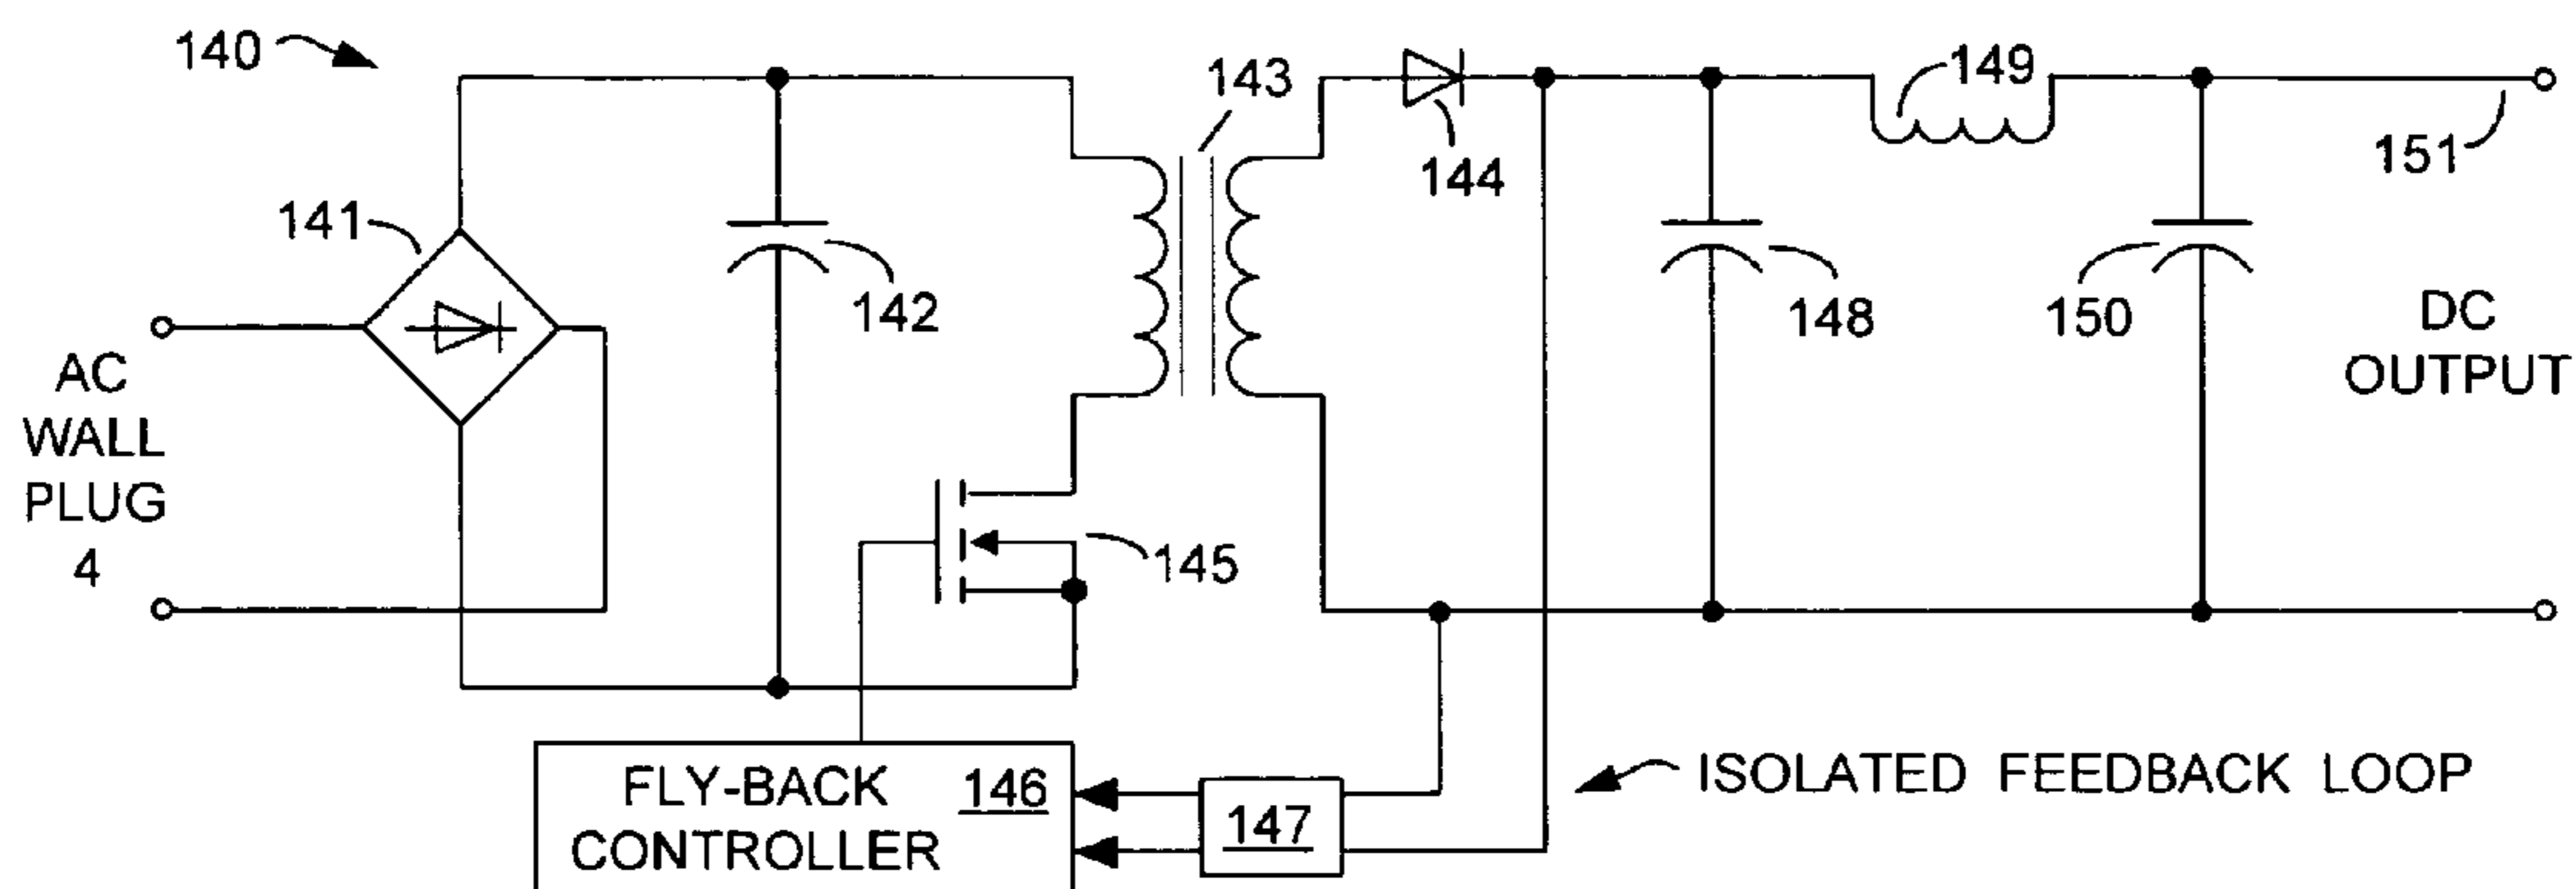 140
143
149
151
144
141
142
148
150
AC
WALL
PLUG
4
DC
OUTPUT
145
FLY-BACK
CONTROLLER
146
147
ISOLATED FEEDBACK LOOP